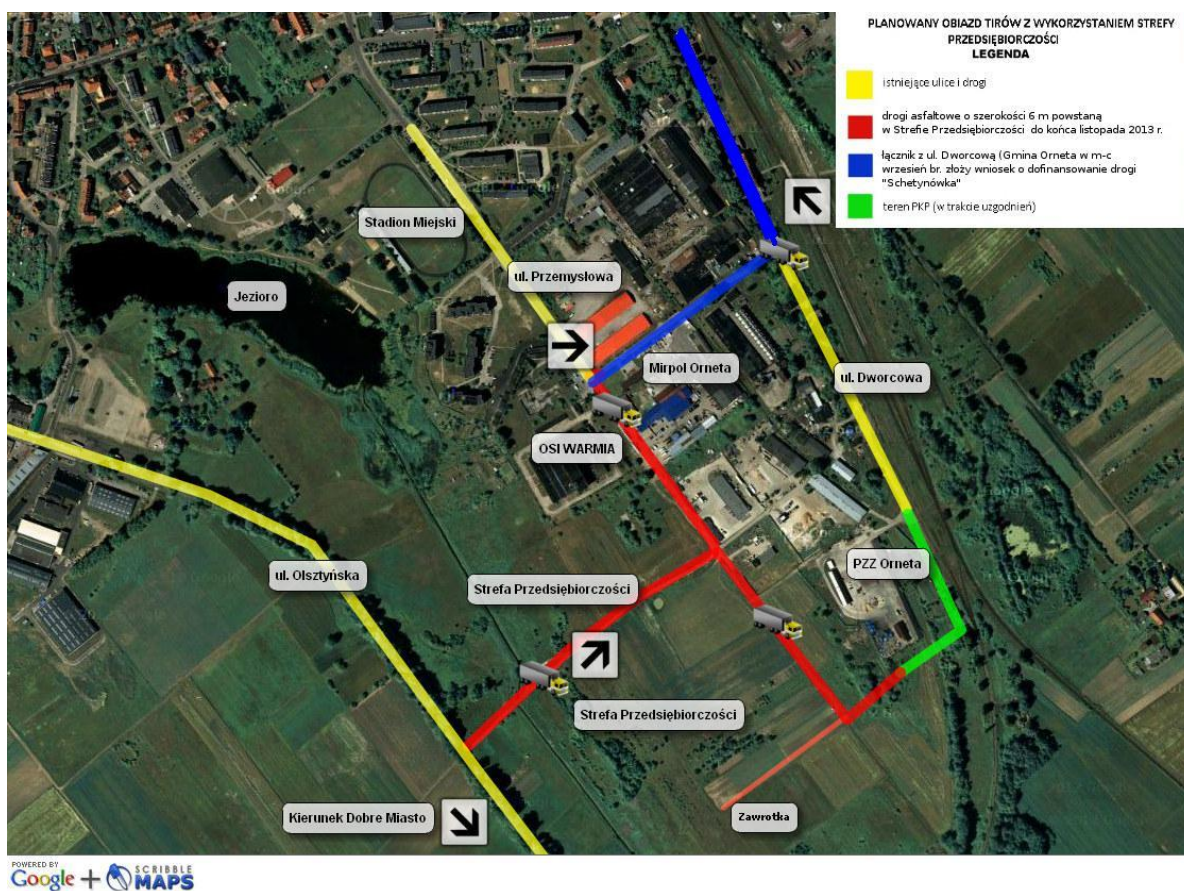 PLANOWANY OBIAZD TIRÓW Z WYKORZYSTANIEM STREFY
PRZEDSIĘBIORCZOŚCI
LEGENDA
istniejące ulice i drogi
drogi asfaltowe o szerokości 6 m powstaną
w Strefie Przedsiębiorczości do końca listopada 2013 r.
łącznik z ul. Dworcową (Gmina Orneta w m-c
wrzesień br. złoży wniosek o dofinansowanie drogi
"Schetynówka"
teren PKP (w trakcie uzgodnień)
Stadion Miejski
ul. Przemysłowa
Jezioro
Mirpol Orneta
ul. Dworcowa
OSI WARMIA
PZZ Orneta
ul. Olsztyńska
Strefa Przedsiębiorczości
Strefa Przedsiębiorczości
Kierunek Dobre Miasto
Zawrotka
POWERED BY
Google + SCRIBBLE MAPS